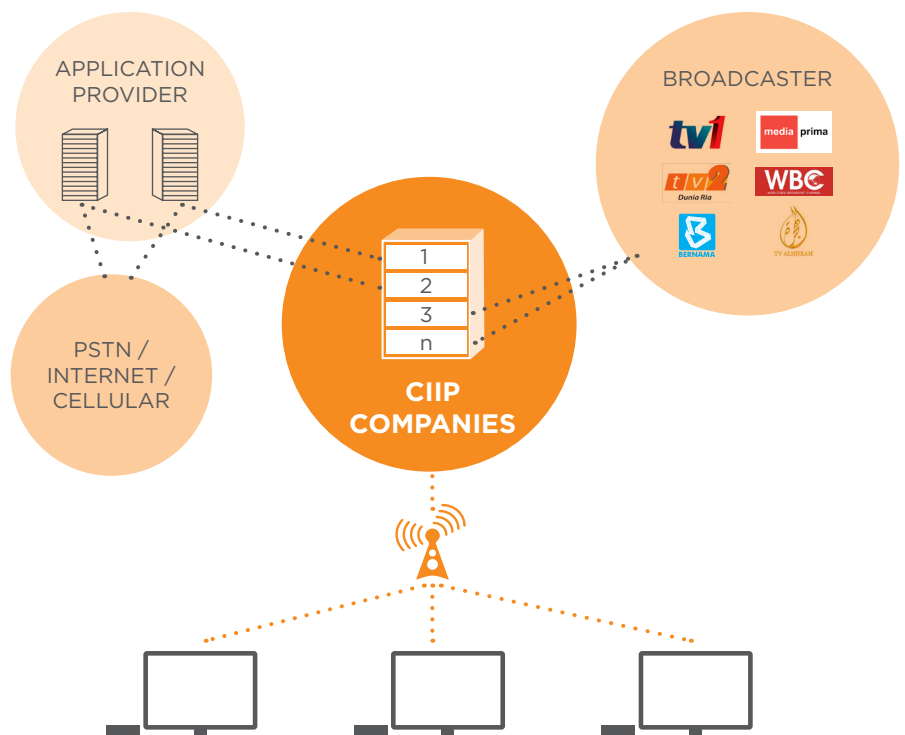 APPLICATION
PROVIDER
BROADCASTER
tv1
media prima
tv2
Dunia Ria
WBC
BERNAMA
TV ALHIJRAH
1
2
3
n
CIIP
COMPANIES
PSTN /
INTERNET /
CELLULAR